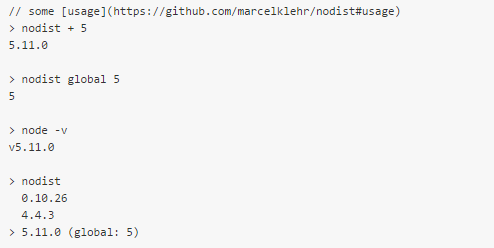 // some [usage](https://github.com/marcelklehr/nodist#usage)
> nodist + 5
5.11.0
> nodist global 5
5
> node -v
v5.11.0
> nodist
  0.10.26
  4.4.3
> 5.11.0 (global: 5)